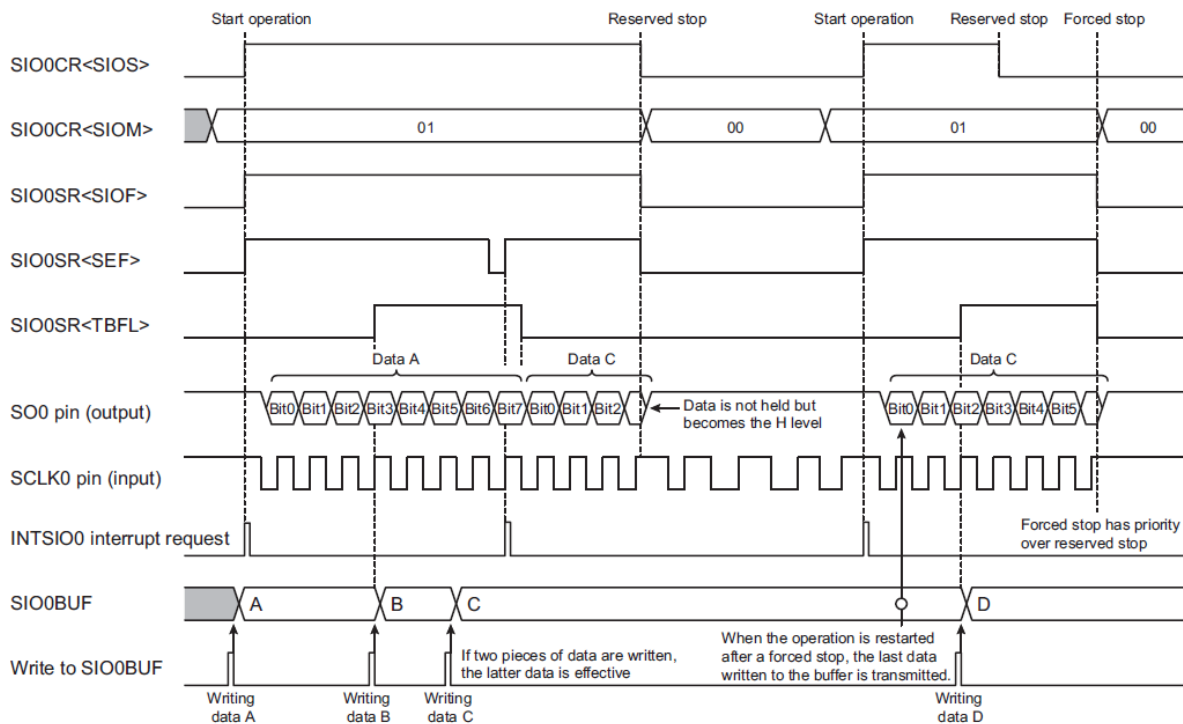 Start operation Reserved stop Start operation Reserved stop Forced stop
SIO0CR<SIOS>
SIO0CR<SIOM>
01 00 01 00
SIO0SR<SIOF>
SIO0SR<SEF>
SIO0SR<TBFL>
Data A Data C Data C
SO0 pin (output)
Bit0 Bit1 Bit2 Bit3 Bit4 Bit5 Bit6 Bit7 Bit0 Bit1 Bit2
Data is not held but
becomes the H level
Bit0 Bit1 Bit2 Bit3 Bit4 Bit5
SCLK0 pin (input)
INTSIO0 interrupt request
Forced stop has priority
over reserved stop
SIO0BUF
A B C D
Write to SIO0BUF
If two pieces of data are written,
the latter data is effective
When the operation is restarted
after a forced stop, the last data
written to the buffer is transmitted.
Writing
data A
Writing
data B
Writing
data C
Writing
data D